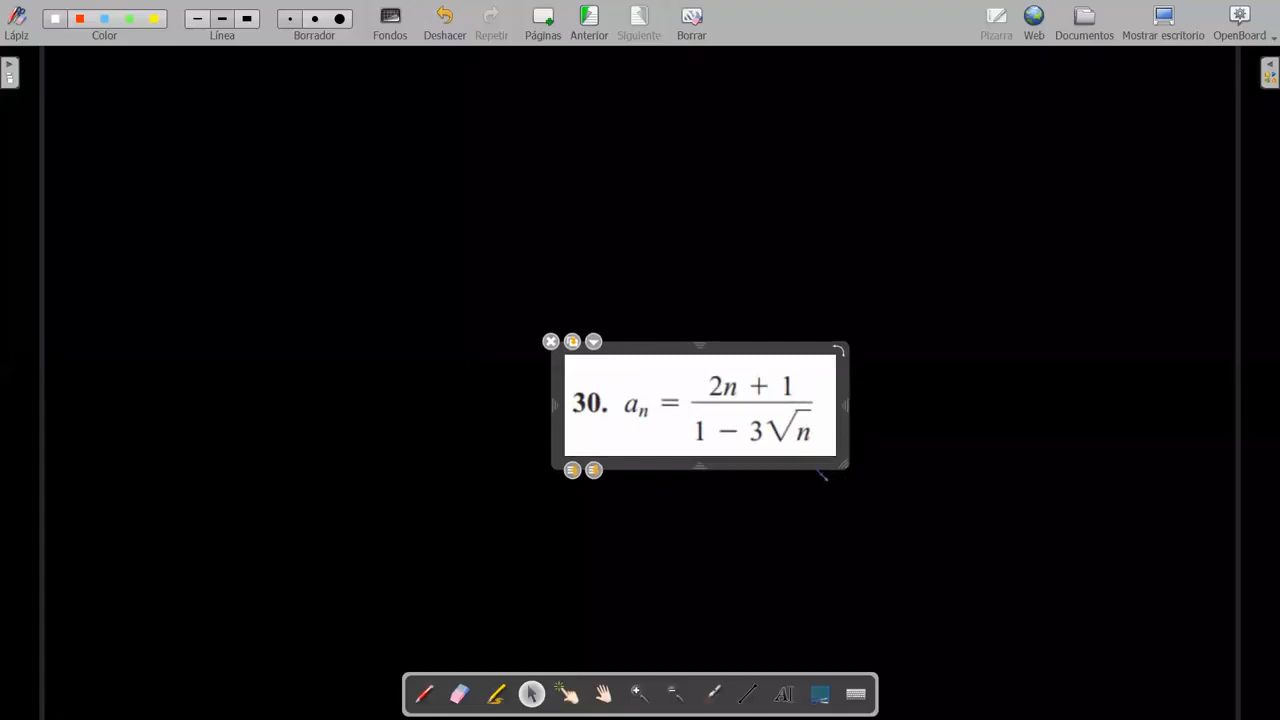 Lápiz Color Línea Borrador Fondos Deshacer Repetir Páginas Anterior Siguiente Borrar Pizarra Web Documentos Mostrar escritorio OpenBoard
30. aₙ = (2n + 1) / (1 − 3√n)
AI